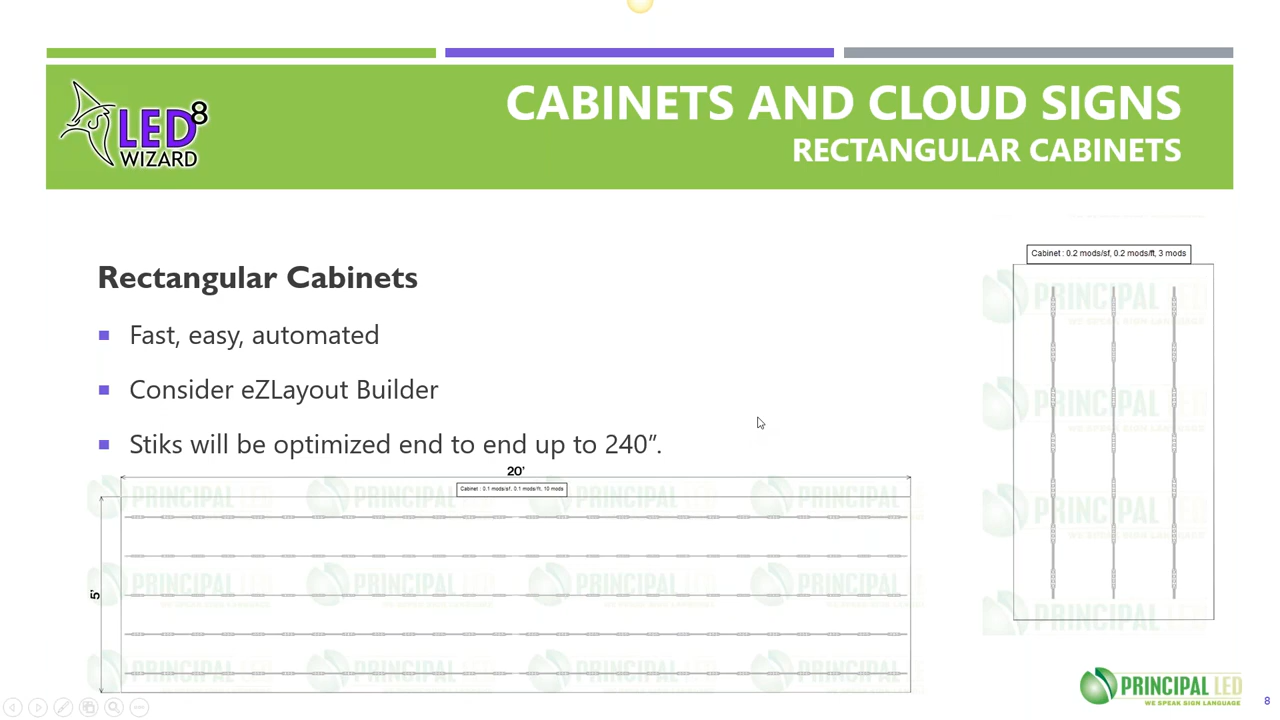 LED8
WIZARD
CABINETS AND CLOUD SIGNS
RECTANGULAR CABINETS
Rectangular Cabinets
Fast, easy, automated
Consider eZLayout Builder
Stiks will be optimized end to end up to 240”.
20'
Cabinet : 0.1 mods/sf, 0.1 mods/ft, 10 mods
5'
Cabinet : 0.2 mods/sf, 0.2 mods/ft, 3 mods
PRINCIPAL LED
WE SPEAK SIGN LANGUAGE
8